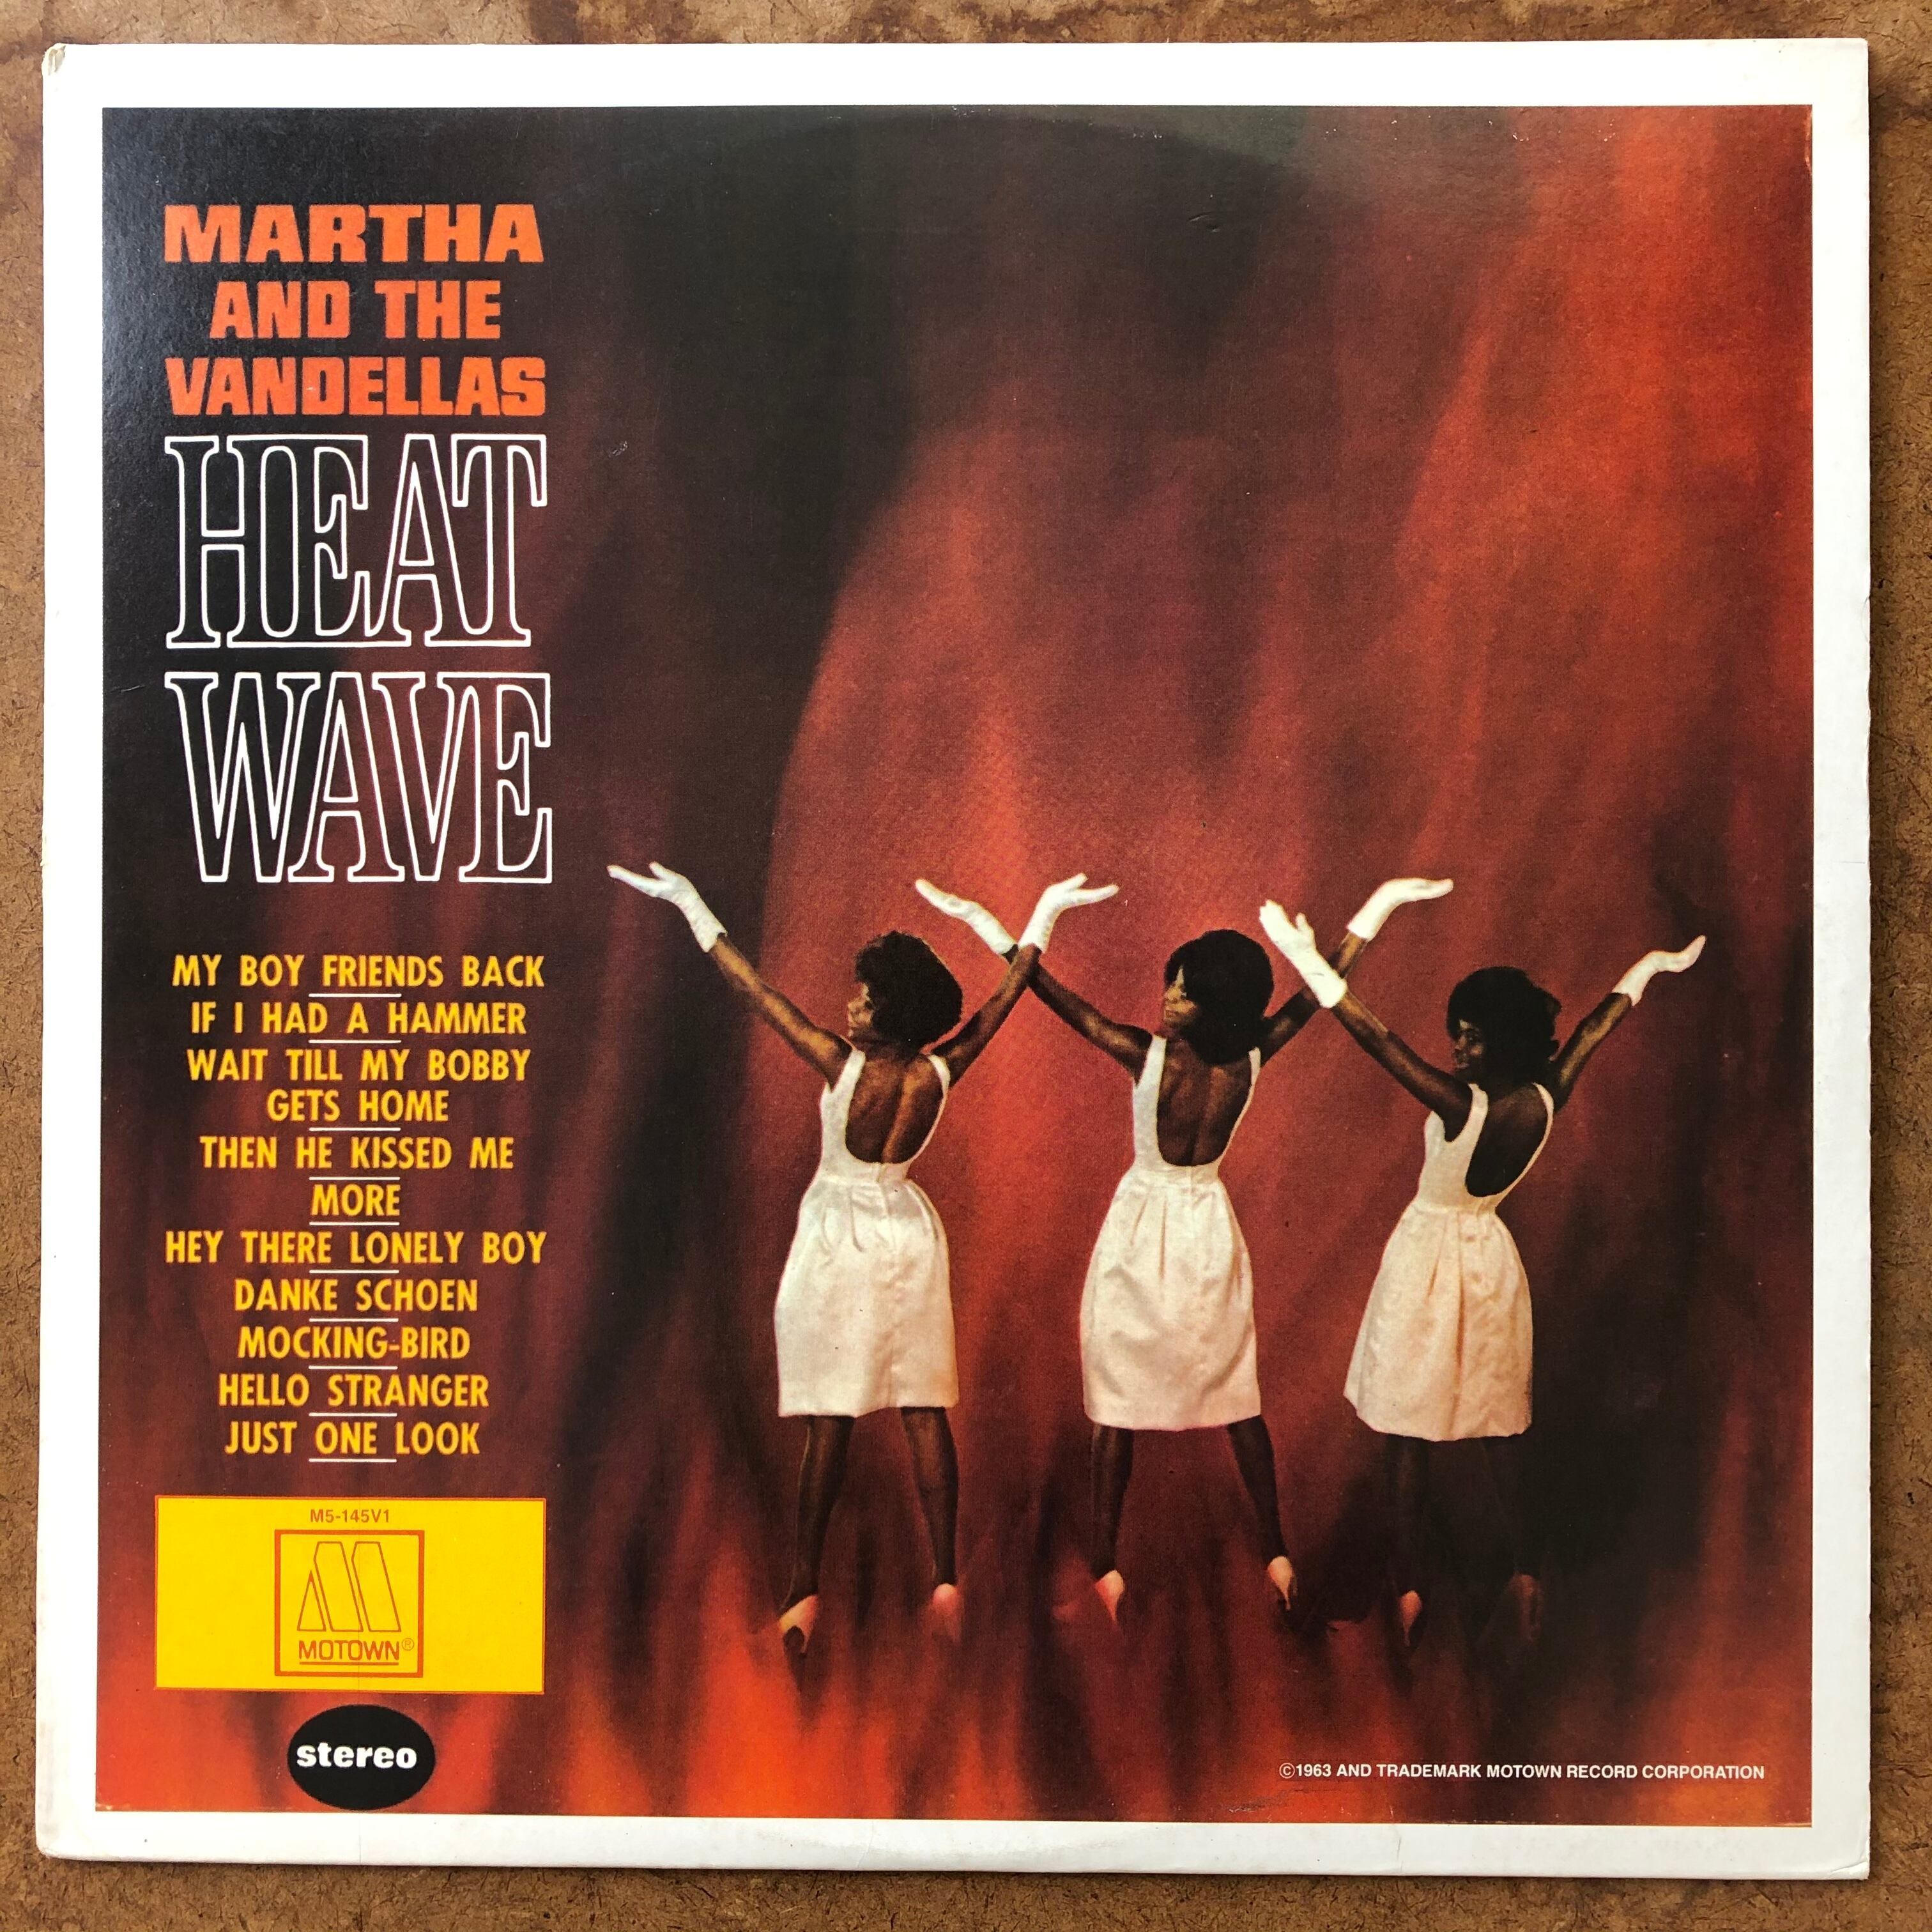 MARTHA
AND THE
VANDELLAS
HEAT
WAVE
MY BOY FRIENDS BACK
IF I HAD A HAMMER
WAIT TILL MY BOBBY
GETS HOME
THEN HE KISSED ME
MORE
HEY THERE LONELY BOY
DANKE SCHOEN
MOCKING-BIRD
HELLO STRANGER
JUST ONE LOOK
M5-145V1
MOTOWN®
stereo
©1963 AND TRADEMARK MOTOWN RECORD CORPORATION